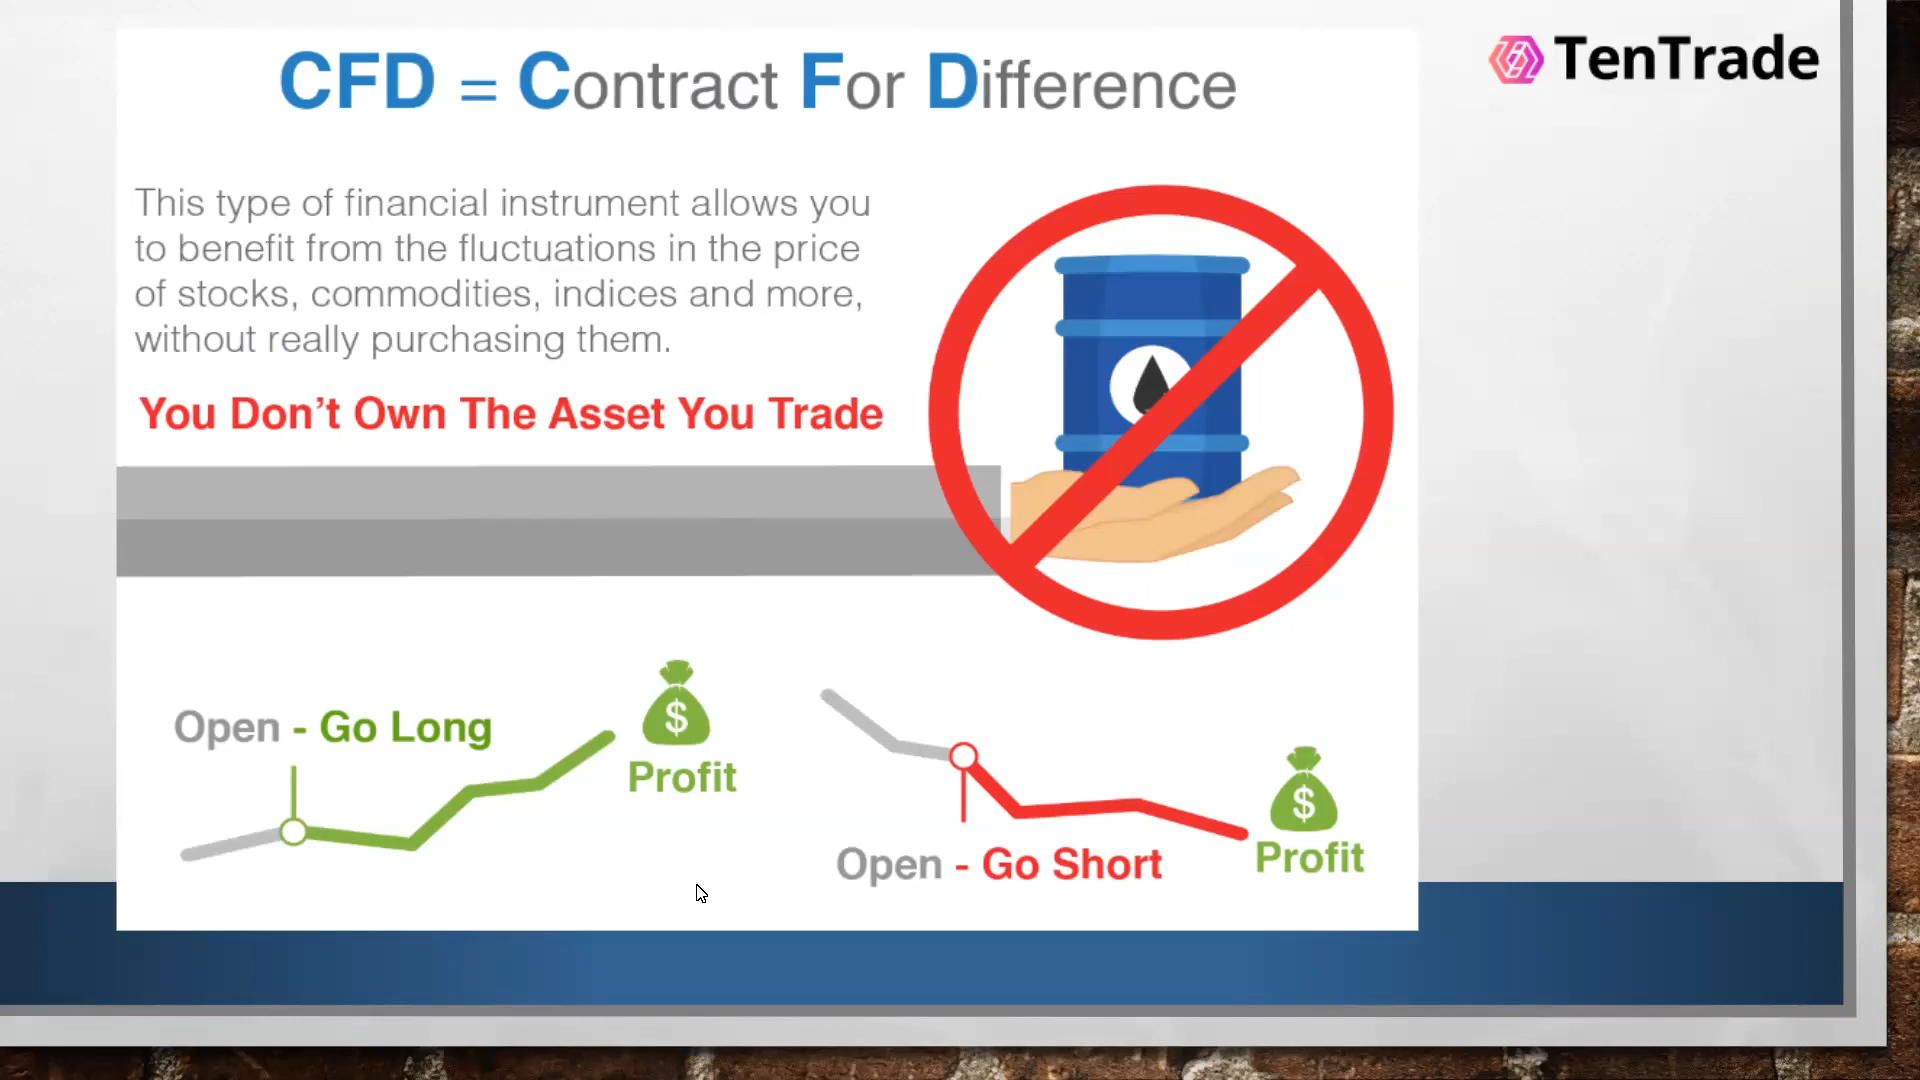 CFD = Contract For Difference
TenTrade
This type of financial instrument allows you
to benefit from the fluctuations in the price
of stocks, commodities, indices and more,
without really purchasing them.
You Don't Own The Asset You Trade
Open - Go Long
$
Profit
$
Open - Go Short
Profit